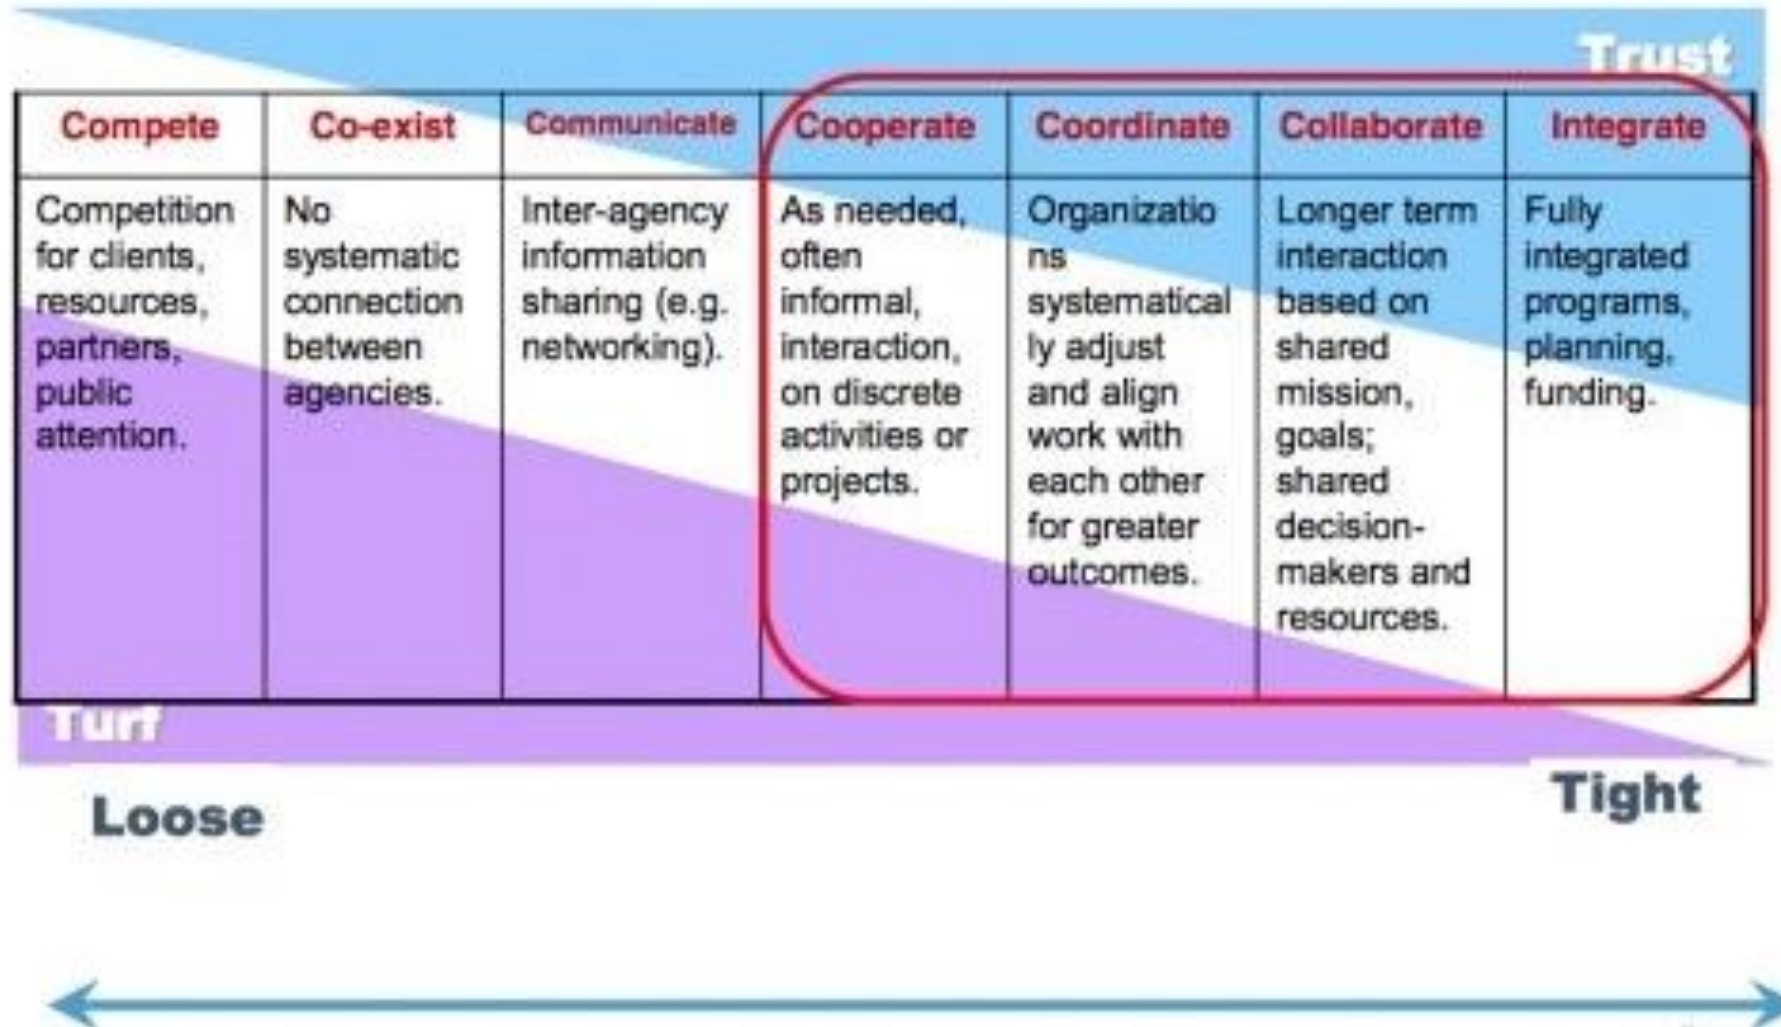 Trust
Compete
Co-exist
Communicate
Cooperate
Coordinate
Collaborate
Integrate
Competition
for clients,
resources,
partners,
public
attention.
No
systematic
connection
between
agencies.
Inter-agency
information
sharing (e.g.
networking).
As needed,
often
informal,
interaction,
on discrete
activities or
projects.
Organizatio
ns
systematical
ly adjust
and align
work with
each other
for greater
outcomes.
Longer term
interaction
based on
shared
mission,
goals;
shared
decision-
makers and
resources.
Fully
integrated
programs,
planning,
funding.
Turf
Loose
Tight